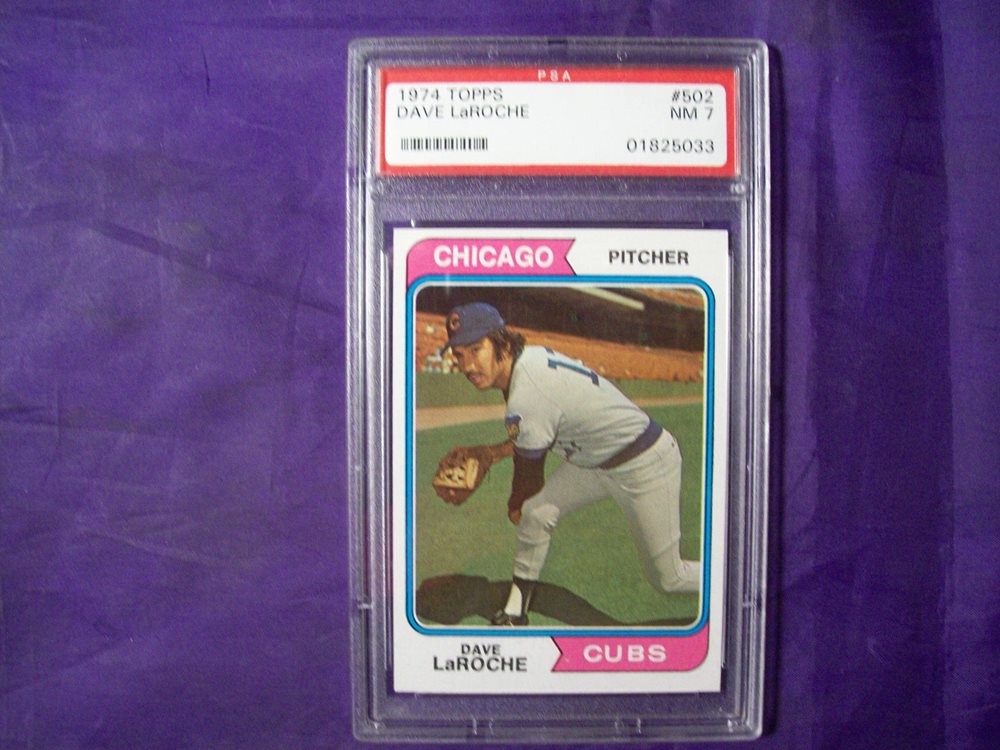 PSA
1974 TOPPS #502
DAVE LaROCHE NM 7
01825033
CHICAGO PITCHER
C
DAVE
LaROCHE
CUBS